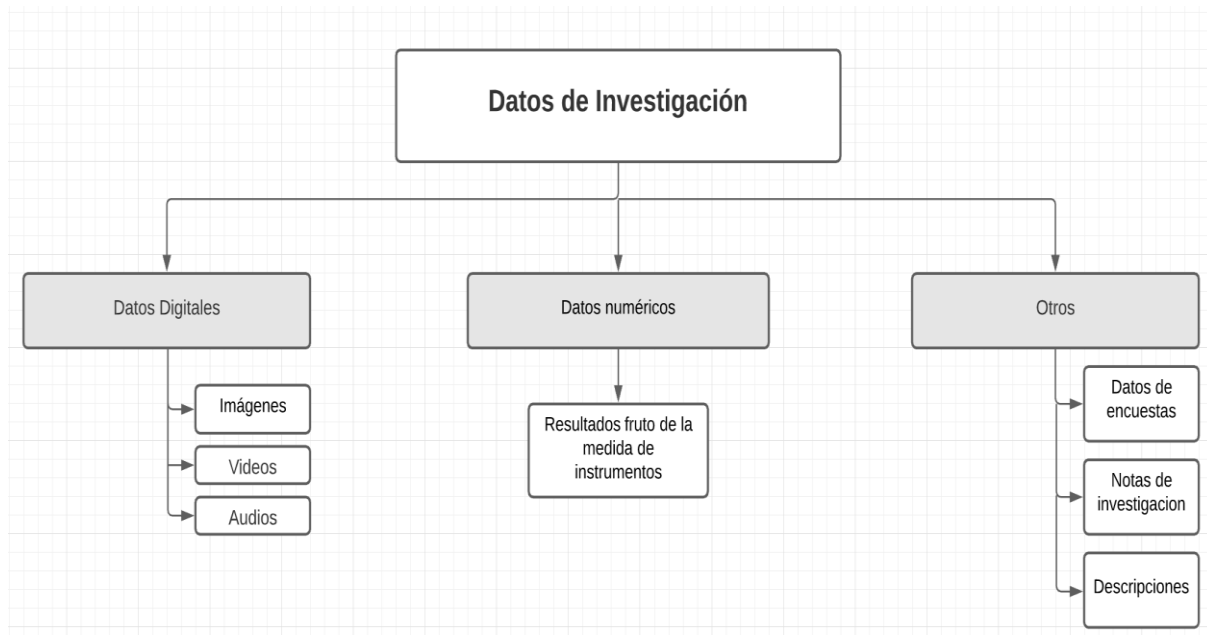 Datos de Investigación
Datos Digitales
Datos numéricos
Otros
Imágenes
Videos
Audios
Resultados fruto de la
medida de
instrumentos
Datos de
encuestas
Notas de
investigacion
Descripciones